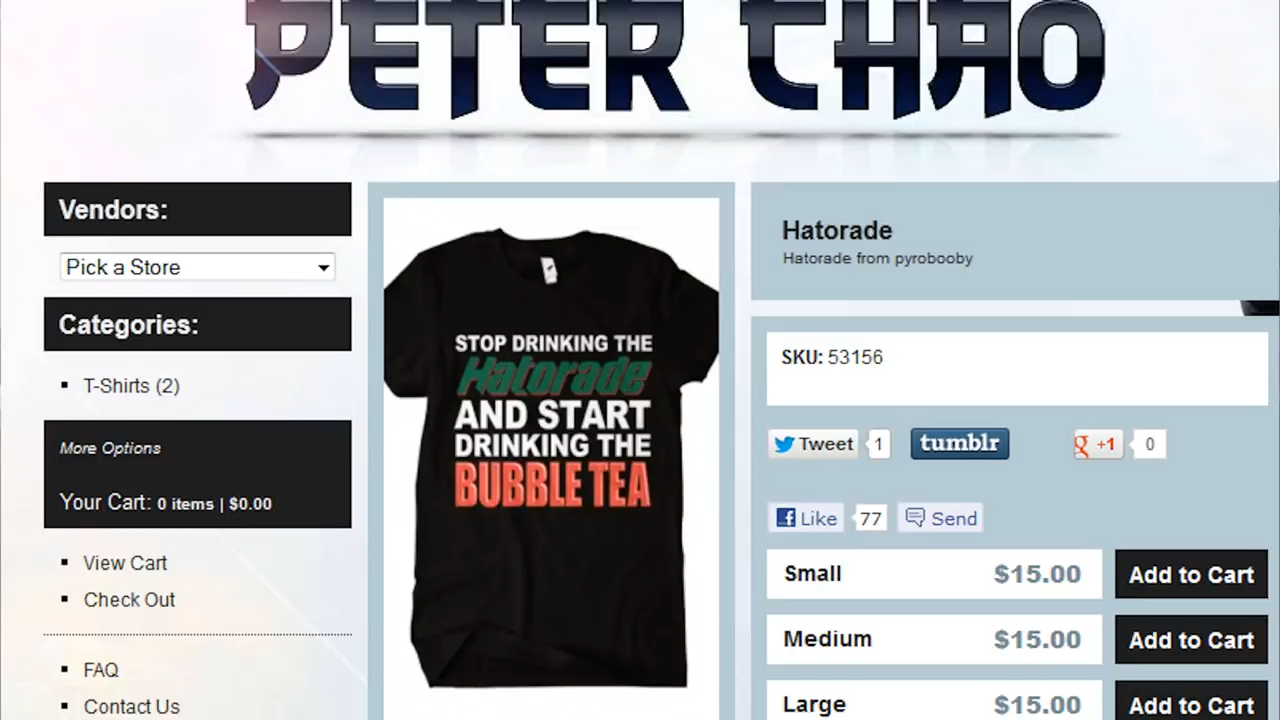 PETER CHAO
Vendors:
Pick a Store
Categories:
T-Shirts (2)
More Options
Your Cart: 0 items | $0.00
View Cart
Check Out
FAQ
Contact Us
STOP DRINKING THE
Hatorade
AND START
DRINKING THE
BUBBLE TEA
Hatorade
Hatorade from pyrobooby
SKU: 53156
Tweet 1
tumblr
g +1 0
f Like 77 Send
Small $15.00 Add to Cart
Medium $15.00 Add to Cart
Large $15.00 Add to Cart